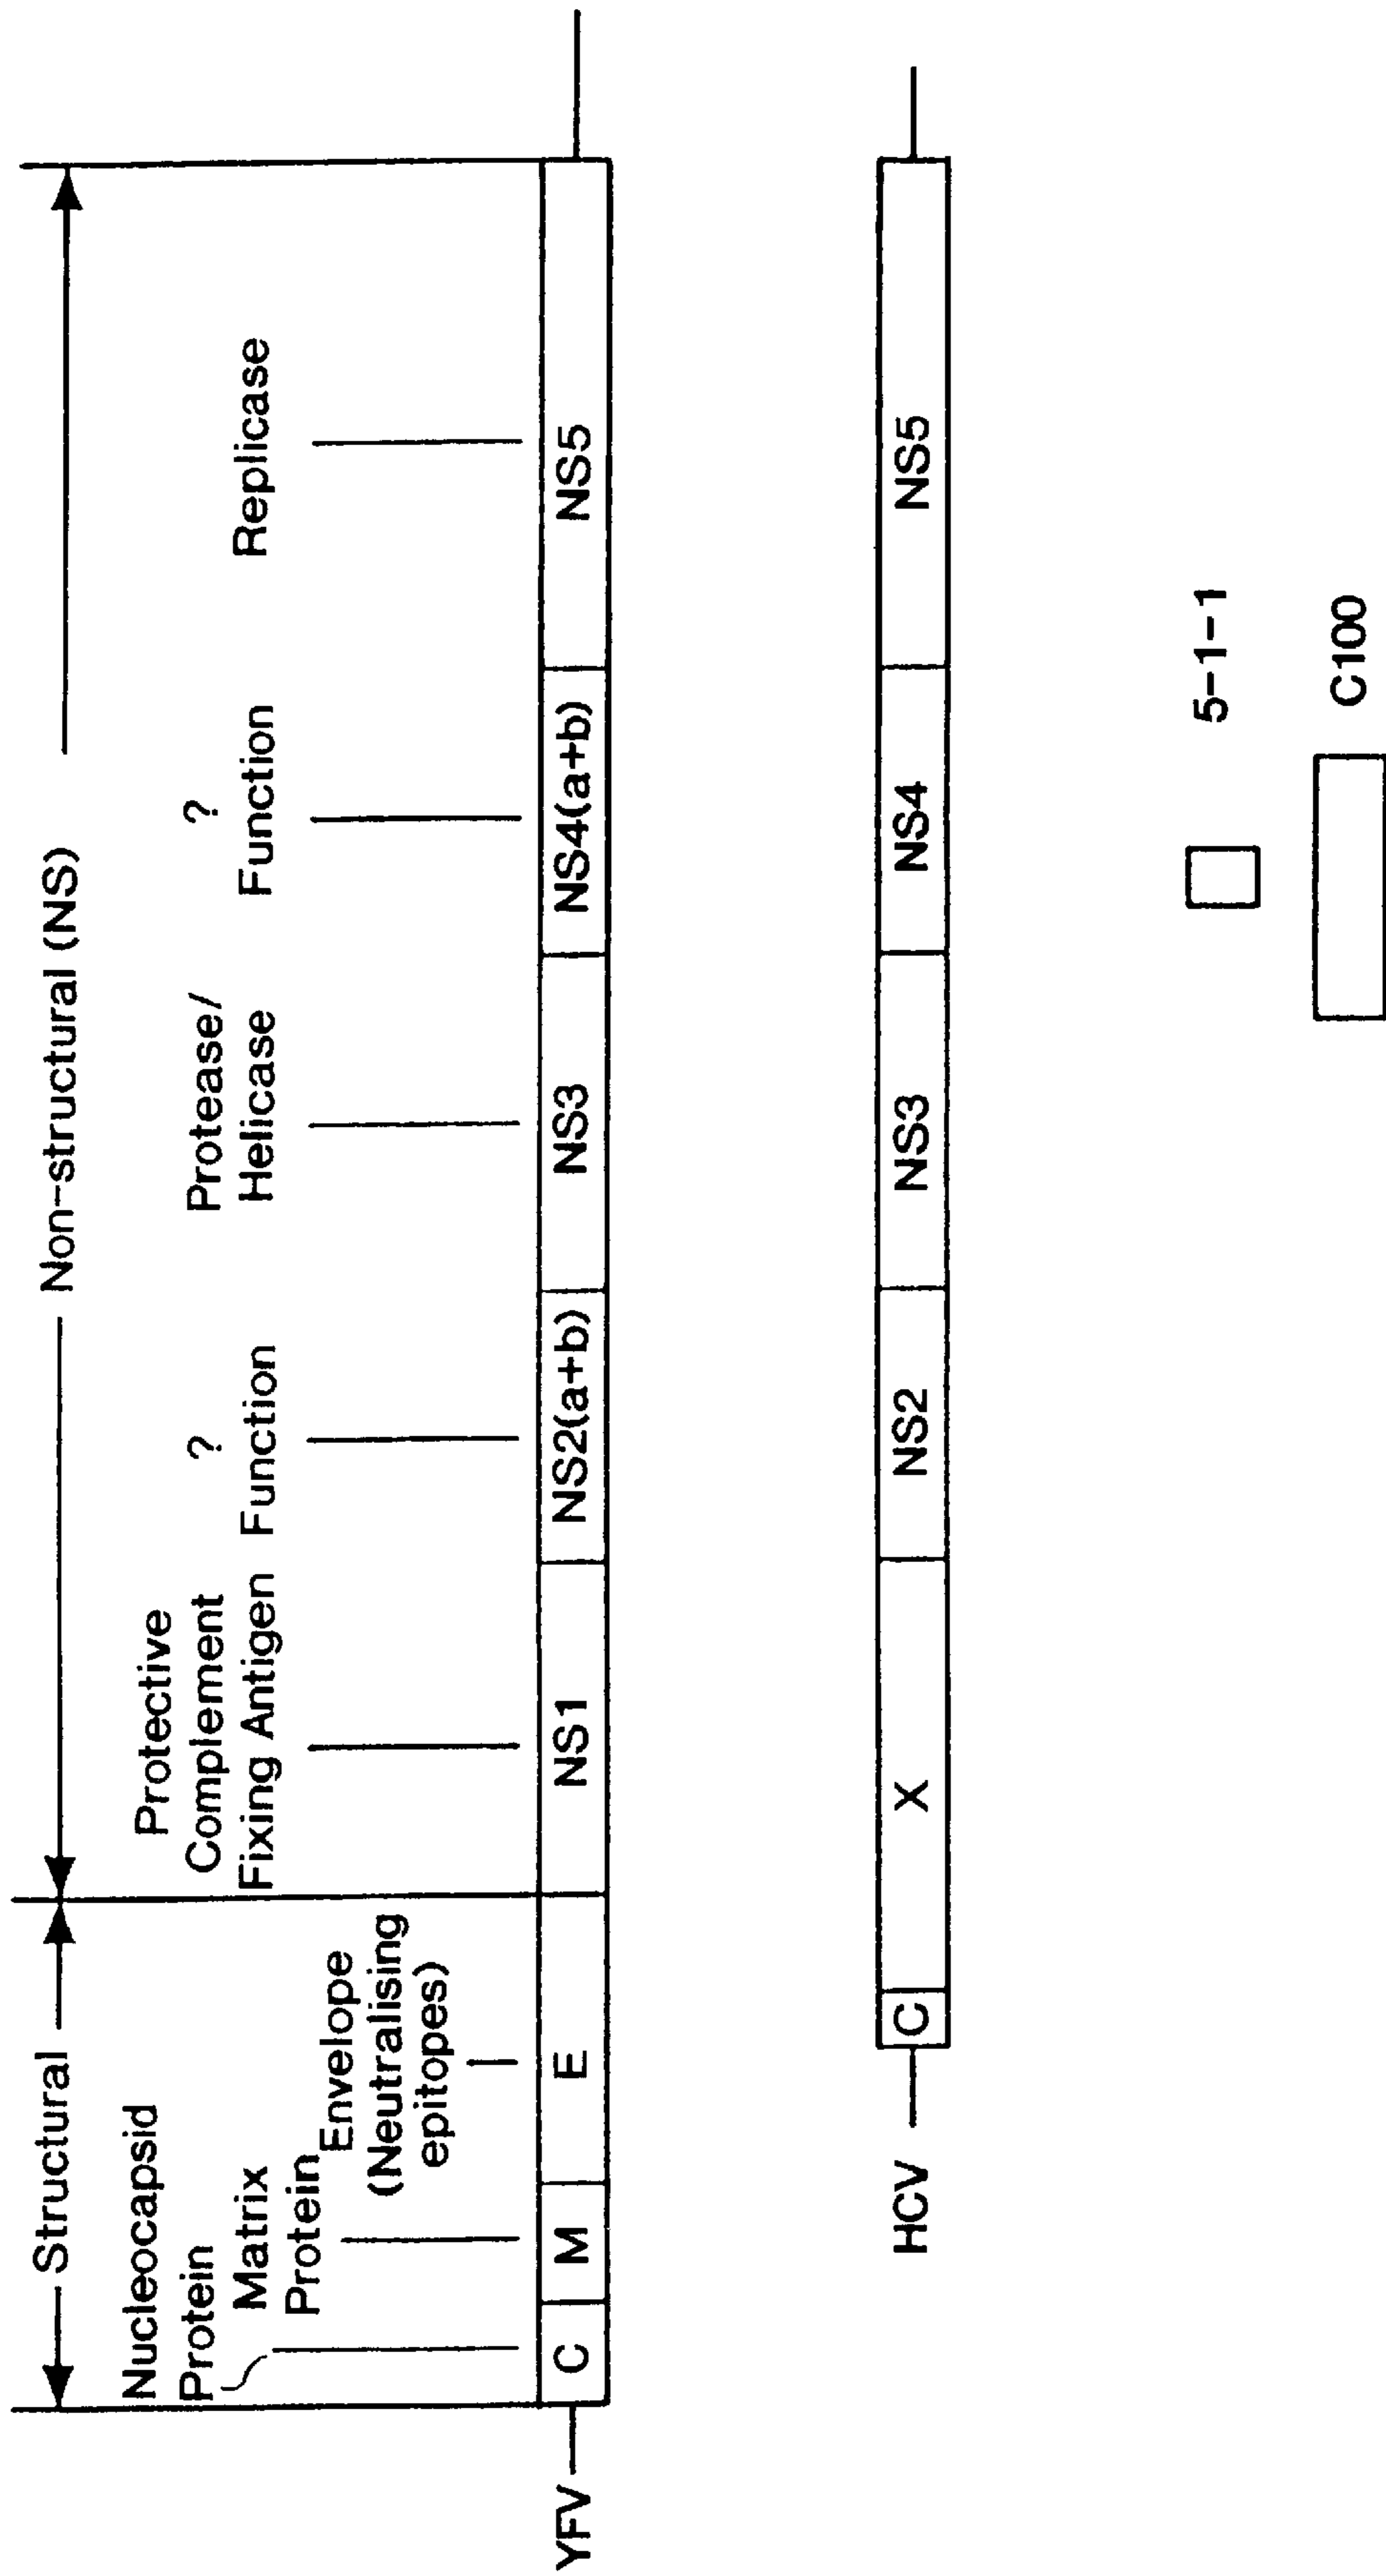 Structural
Non-structural (NS)
Nucleocapsid
Protein
Matrix
Protein
Envelope
(Neutralising
epitopes)
Protective
Complement
Fixing Antigen
?
Function
Protease/
Helicase
?
Function
Replicase
YFV
C
M
E
NS1
NS2(a+b)
NS3
NS4(a+b)
NS5
HCV
C
X
NS2
NS3
NS4
NS5
5-1-1
C100